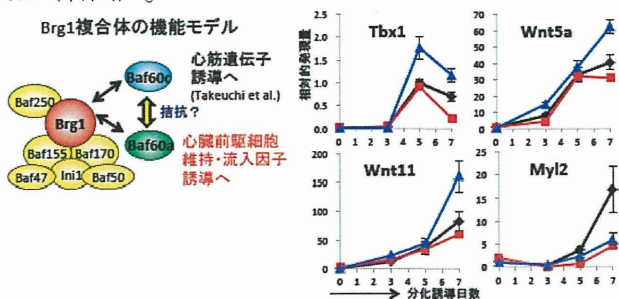 Brg1複合体の機能モデル
Baf250
Brg1
Baf60c
Baf155
Baf170
Baf60a
Baf47
Ini1
Baf50
心筋遺伝子
誘導へ
(Takeuchi et al.)
拮抗？
心臓前駆細胞
維持・流入因子
誘導へ
相対的発現量
Tbx1
2.5
2.0
1.5
1.0
0.5
0.0
0 1 2 3 4 5 6 7
Wnt5a
70
60
50
40
30
20
10
0
0 1 2 3 4 5 6 7
Wnt11
200
150
100
50
0
0 1 2 3 4 5 6 7
Myl2
25
20
15
10
5
0
0 1 2 3 4 5 6 7
分化誘導日数